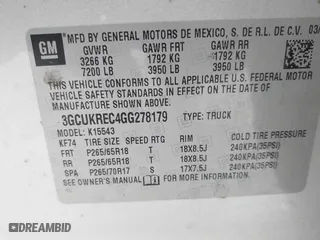 GM
MFD BY GENERAL MOTORS DE MEXICO, S. DE R.L. DE C.V. 03/
GVWR GAWR FRT GAWR RR
3266 KG 1792 KG 1792 KG
7200 LB 3950 LB 3950 LB
THIS VEHICLE CONFORMS TO ALL APPLICABLE U.S. FEDERAL MOTOR
VEHICLE SAFETY STANDARDS IN EFFECT ON THE DATE OF
MANUFACTURE SHOWN ABOVE.
3GCUKREC4GG278179 TYPE: TRUCK
MODEL: K15543
KF74 TIRE SIZE SPEED RTG RIM COLD TIRE PRESSURE
FRT P265/65R18 T 18X8.5J 240KPA(35PSI)
RR P265/65R18 T 18X8.5J 240KPA(35PSI)
SPA P265/70R17 S 17X7.5J 240KPA(35PSI)
SEE OWNER'S MANUAL
DREAMBID